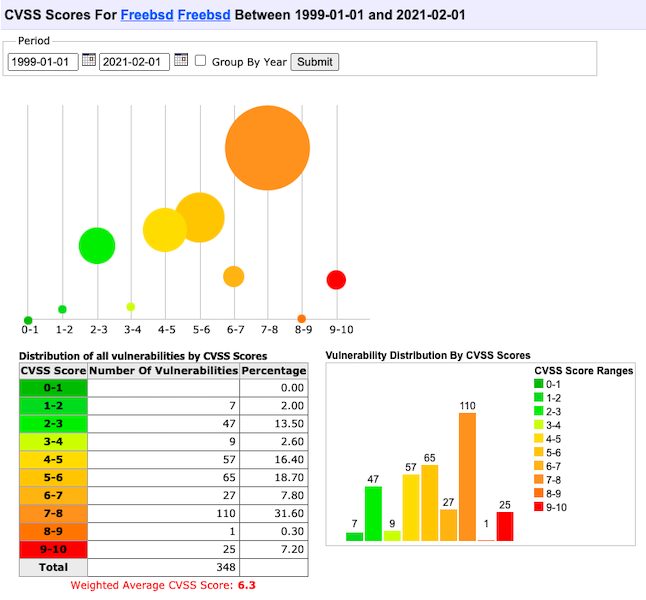 CVSS Scores For Freebsd Freebsd Between 1999-01-01 and 2021-02-01
Period
1999-01-01 2021-02-01 Group By Year Submit
0-1 1-2 2-3 3-4 4-5 5-6 6-7 7-8 8-9 9-10
Distribution of all vulnerabilities by CVSS Scores
CVSS Score Number Of Vulnerabilities Percentage
0-1 0.00
1-2 7 2.00
2-3 47 13.50
3-4 9 2.60
4-5 57 16.40
5-6 65 18.70
6-7 27 7.80
7-8 110 31.60
8-9 1 0.30
9-10 25 7.20
Total 348
Weighted Average CVSS Score: 6.3
Vulnerability Distribution By CVSS Scores
7 47 9 57 65 27 110 1 25
CVSS Score Ranges
0-1
1-2
2-3
3-4
4-5
5-6
6-7
7-8
8-9
9-10